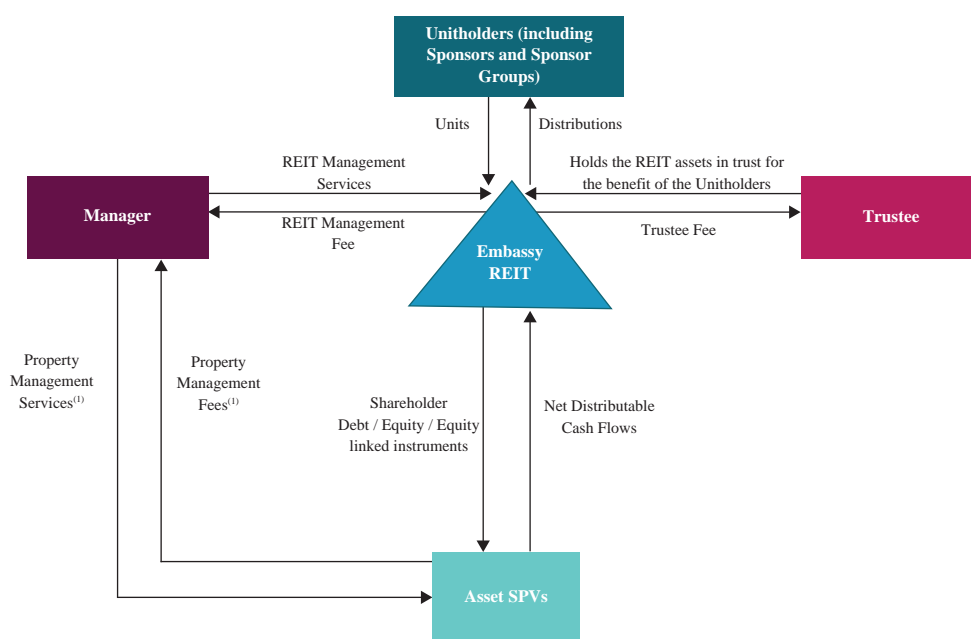 Unitholders (including
Sponsors and Sponsor
Groups)
Units
Distributions
REIT Management
Services
Holds the REIT assets in trust for
the benefit of the Unitholders
Manager
Trustee
REIT Management
Fee
Trustee Fee
Embassy
REIT
Property
Management
Services(1)
Property
Management
Fees(1)
Shareholder
Debt / Equity / Equity
linked instruments
Net Distributable
Cash Flows
Asset SPVs